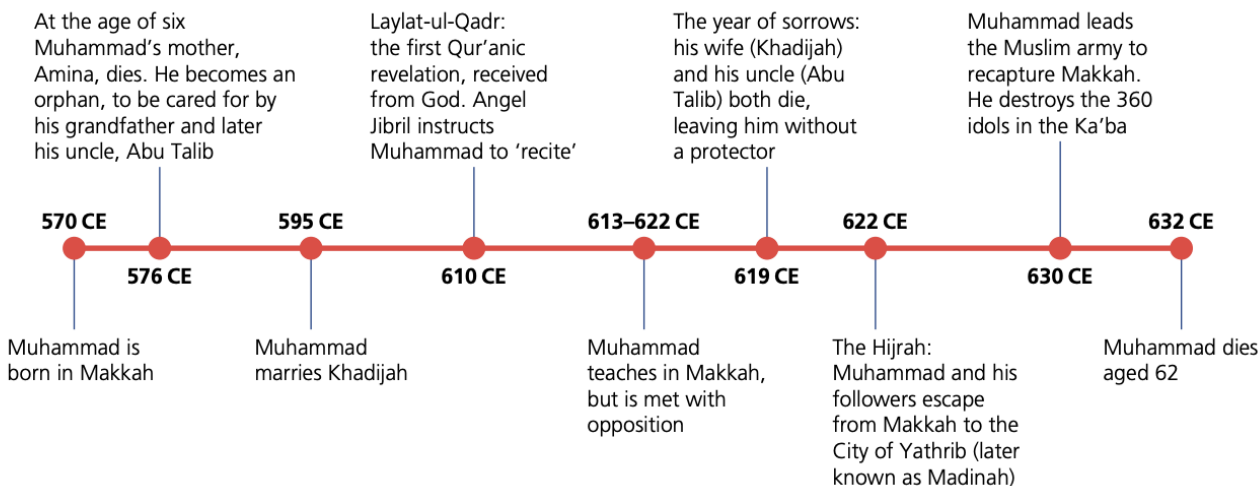 At the age of six
Muhammad’s mother,
Amina, dies. He becomes an
orphan, to be cared for by
his grandfather and later
his uncle, Abu Talib
Laylat-ul-Qadr:
the first Qur’anic
revelation, received
from God. Angel
Jibril instructs
Muhammad to ‘recite’
The year of sorrows:
his wife (Khadijah)
and his uncle (Abu
Talib) both die,
leaving him without
a protector
Muhammad leads
the Muslim army to
recapture Makkah.
He destroys the 360
idols in the Ka’ba
570 CE
595 CE
613–622 CE
622 CE
632 CE
576 CE
610 CE
619 CE
630 CE
Muhammad is
born in Makkah
Muhammad
marries Khadijah
Muhammad
teaches in Makkah,
but is met with
opposition
The Hijrah:
Muhammad and his
followers escape
from Makkah to the
City of Yathrib (later
known as Madinah)
Muhammad dies
aged 62